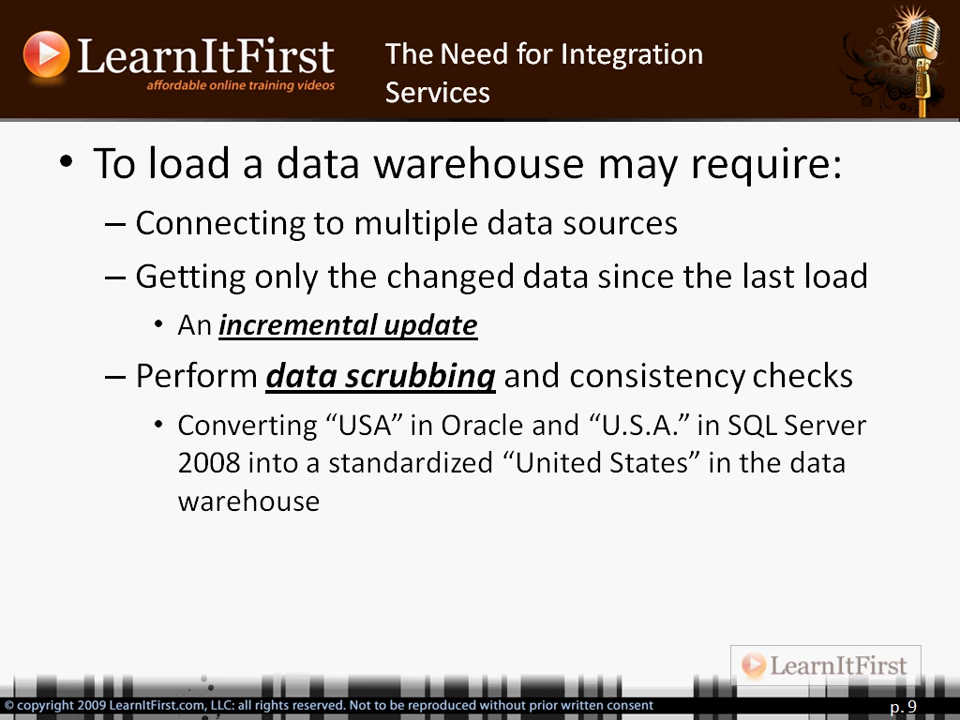 LearnItFirst
affordable online training videos
The Need for Integration
Services
• To load a data warehouse may require:
– Connecting to multiple data sources
– Getting only the changed data since the last load
• An incremental update
– Perform data scrubbing and consistency checks
• Converting “USA” in Oracle and “U.S.A.” in SQL Server
2008 into a standardized “United States” in the data
warehouse
LearnItFirst
© copyright 2009 LearnItFirst.com, LLC: all rights reserved. Not to be reproduced without prior written consent
p. 9